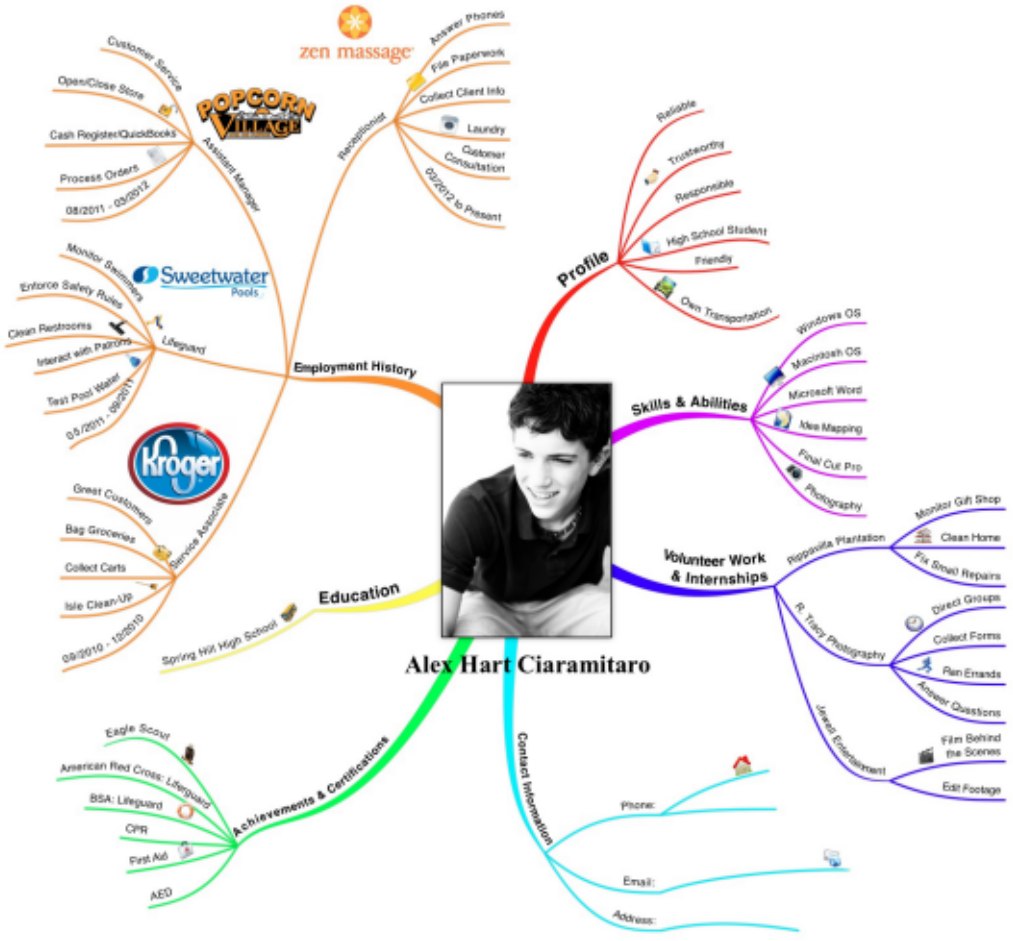 zen massage
Answer Phones
File Paperwork
Collect Client Info
Laundry
Customer
Consultation
03/2012 to Present
Receptionist
Customer Service
Open/Close Store
Cash Register/QuickBooks
Process Orders
08/2011 - 03/2012
POPCORN
VILLAGE
Assistant Manager
Monitor Swimmers
Enforce Safety Rules
Clean Restrooms
Interact with Patrons
Test Pool Water
05/2011 - 09/2011
Sweetwater
Pools
Lifeguard
Employment History
Kroger
Great Customers
Bag Groceries
Collect Carts
Isle Clean-Up
09/2010 - 12/2010
Service Associate
Profile
Reliable
Trustworthy
Responsible
High School Student
Friendly
Own Transportation
Skills & Abilities
Windows OS
Macintosh OS
Microsoft Word
Idea Mapping
Final Cut Pro
Photography
Volunteer Work
& Internships
Rippavilla Plantation
Monitor Gift Shop
Clean Home
Fix Small Repairs
R. Tracy Photography
Direct Groups
Collect Forms
Ren Errands
Answer Questions
Jewell Entertainment
Film Behind
the Scenes
Edit Footage
Education
Spring Hill High School
Alex Hart Ciaramitaro
Achievements & Certifications
Eagle Scout
American Red Cross: Lifeguard
BSA: Lifeguard
CPR
First Aid
AED
Contact Information
Phone:
Email:
Address: